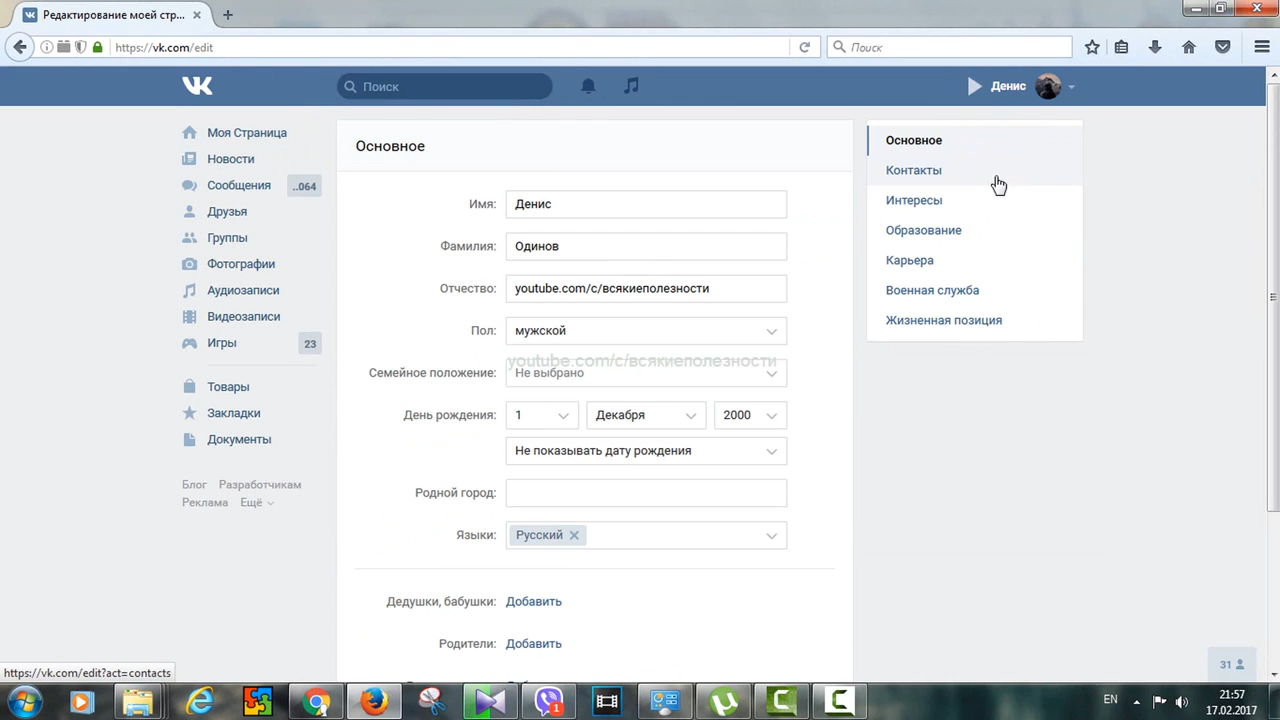 Редактирование моей стр...
https://vk.com/edit
Поиск
Поиск
Денис
Моя Страница
Новости
Сообщения ..064
Друзья
Группы
Фотографии
Аудиозаписи
Видеозаписи
Игры 23
Товары
Закладки
Документы
Блог Разработчикам
Реклама Ещё
Основное
Имя: Денис
Фамилия: Одинов
Отчество: youtube.com/c/всякиеполезности
Пол: мужской
youtube.com/c/всякиеполезности
Семейное положение: Не выбрано
День рождения: 1 Декабря 2000
Не показывать дату рождения
Родной город:
Языки: Русский
Дедушки, бабушки: Добавить
Родители: Добавить
Основное
Контакты
Интересы
Образование
Карьера
Военная служба
Жизненная позиция
31
https://vk.com/edit?act=contacts
1
EN
21:57
17.02.2017